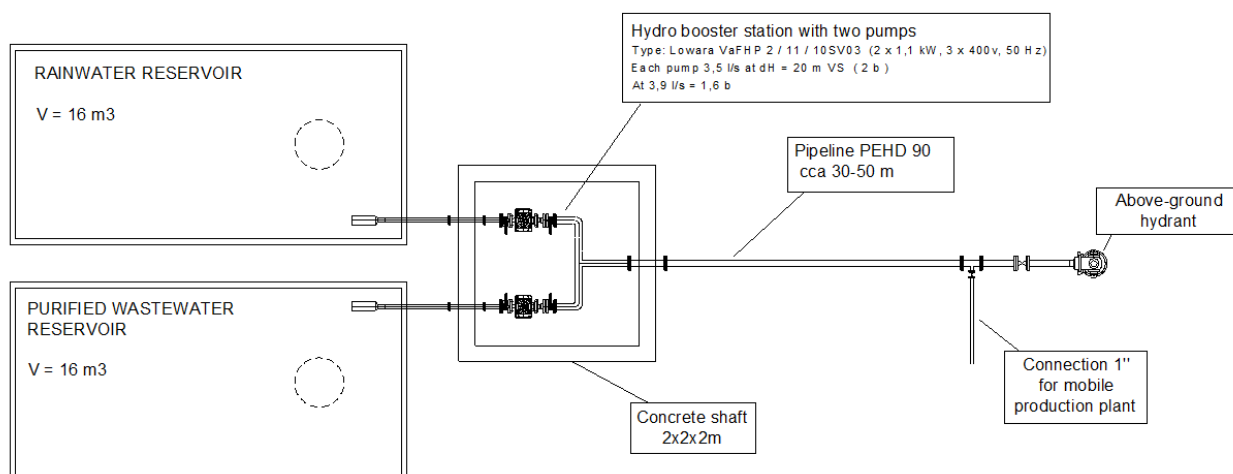 Hydro booster station with two pumps
Type: Lowara VaFHP 2 / 11 / 10SV03 (2 x 1,1 kW, 3 x 400v, 50 Hz)
Each pump 3,5 l/s at dH = 20 m VS ( 2 b )
At 3,9 l/s = 1,6 b
RAINWATER RESERVOIR
V = 16 m3
Pipeline PEHD 90
cca 30-50 m
Above-ground
hydrant
PURIFIED WASTEWATER
RESERVOIR
V = 16 m3
Connection 1"
for mobile
production plant
Concrete shaft
2x2x2m